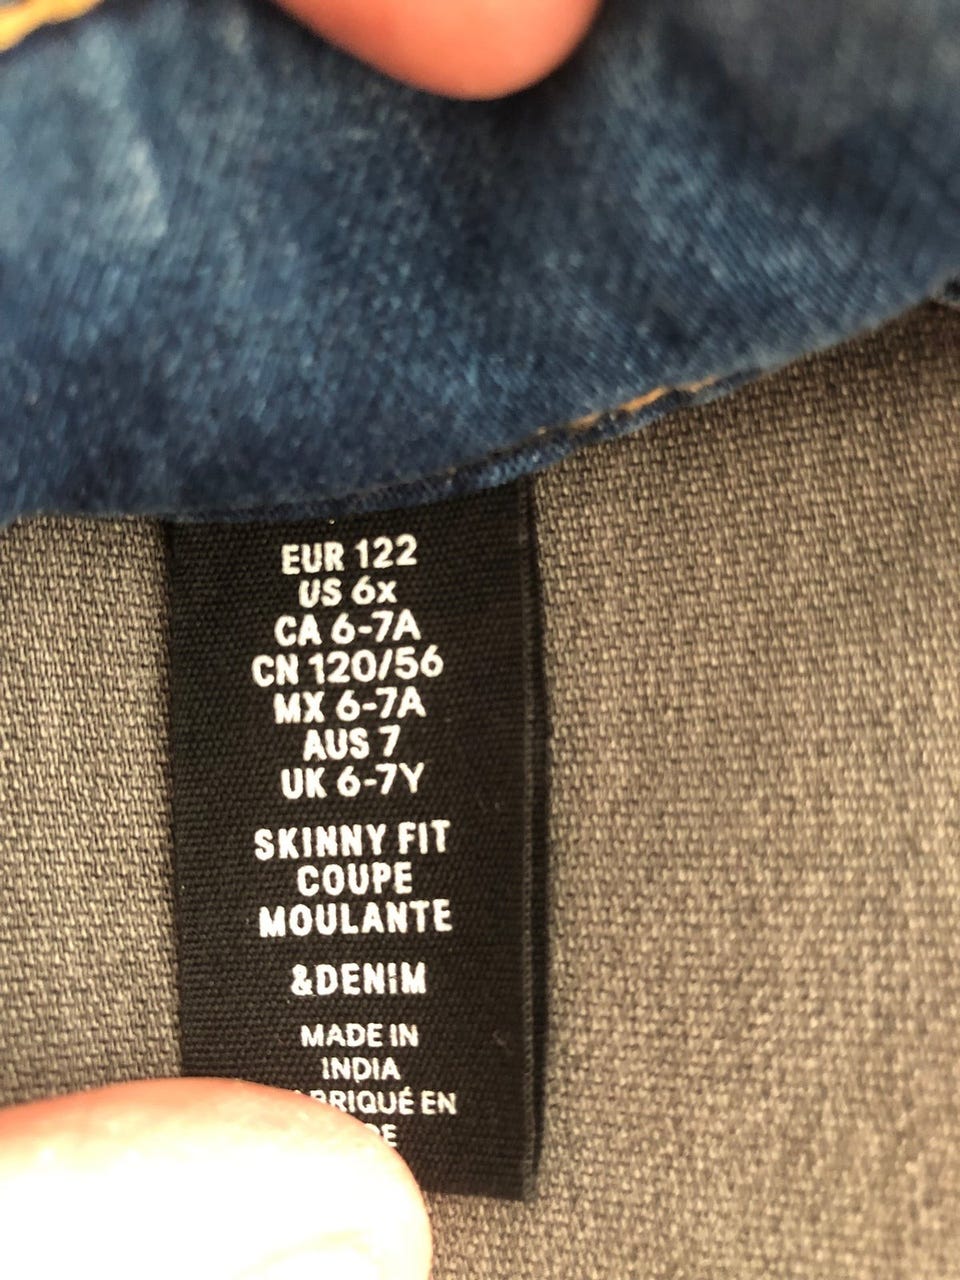 EUR 122
US 6x
CA 6-7A
CN 120/56
MX 6-7A
AUS 7
UK 6-7Y
SKINNY FIT
COUPE
MOULANTE
&DENIM
MADE IN
INDIA
EN